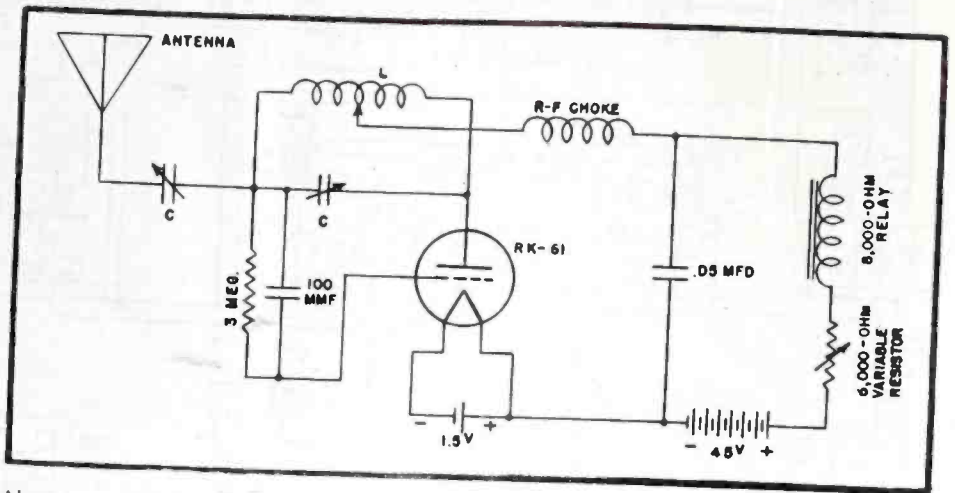 ANTENNA
L
R-F CHOKE
C
C
RK-61
3 MEG.
100
MMF
.05 MFD
8,000-OHM
RELAY
6,000-OHM
VARIABLE
RESISTOR
- 1.5V +
- 45V +